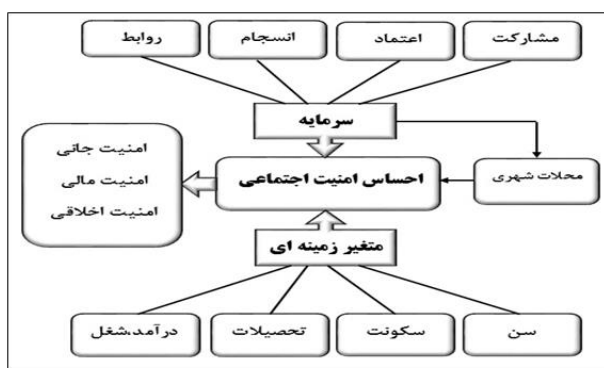 مشارکت
اعتماد
انسجام
روابط
سرمایه
امنیت جانی
امنیت مالی
امنیت اخلاقی
احساس امنیت اجتماعی
محلات شهری
متغیر زمینه ای
سن
سکونت
تحصیلات
درآمد،شغل